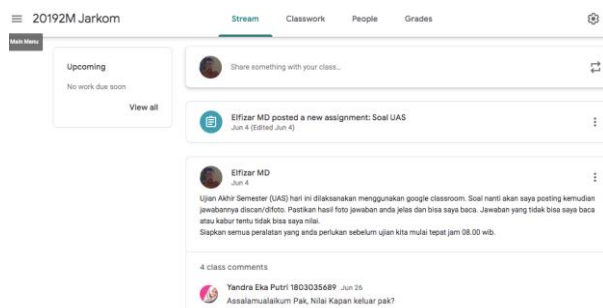 20192M Jarkom
Stream
Classwork
People
Grades
Main Menu
Upcoming
No work due soon
View all
Share something with your class...
Elfizar MD posted a new assignment: Soal UAS
Jun 4 (Edited Jun 4)
Elfizar MD
Jun 4
Ujian Akhir Semester (UAS) hari ini dilaksanakan menggunakan google classroom. Soal nanti akan saya posting kemudian
jawabannya discan/difoto. Pastikan hasil foto jawaban anda jelas dan bisa saya baca. Jawaban yang tidak bisa saya baca
atau kabur tentu tidak bisa saya nilai.
Siapkan semua peralatan yang anda perlukan sebelum ujian kita mulai tepat jam 08.00 wib.
4 class comments
Yandra Eka Putri 1803035689 Jun 26
Assalamualaikum Pak, Nilai Kapan keluar pak?